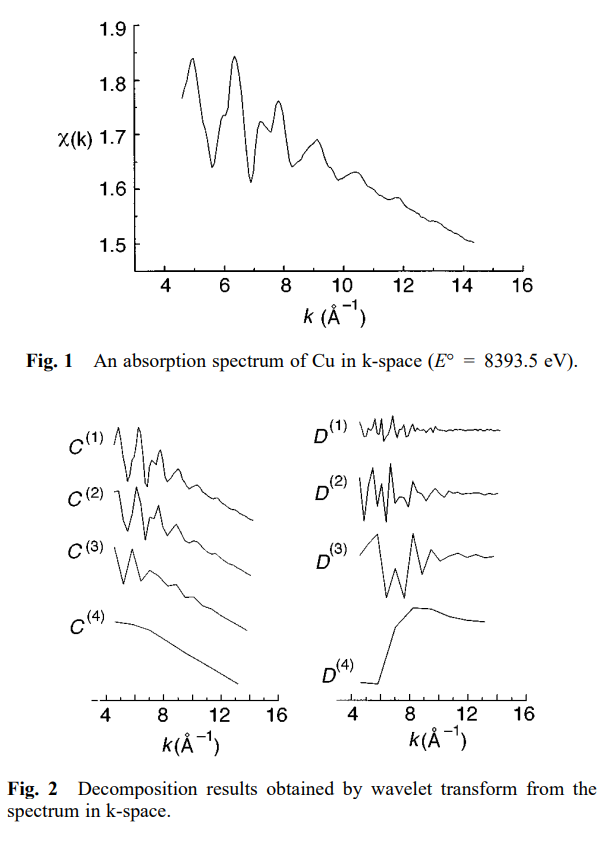 1.9
1.8
χ(k) 1.7
1.6
1.5
4 6 8 10 12 14 16
k (Å⁻¹)
Fig. 1 An absorption spectrum of Cu in k-space (E° = 8393.5 eV).
C⁽¹⁾
C⁽²⁾
C⁽³⁾
C⁽⁴⁾
4 8 12 16
k(Å⁻¹)
D⁽¹⁾
D⁽²⁾
D⁽³⁾
D⁽⁴⁾
4 8 12 16
k(Å⁻¹)
Fig. 2 Decomposition results obtained by wavelet transform from the
spectrum in k-space.